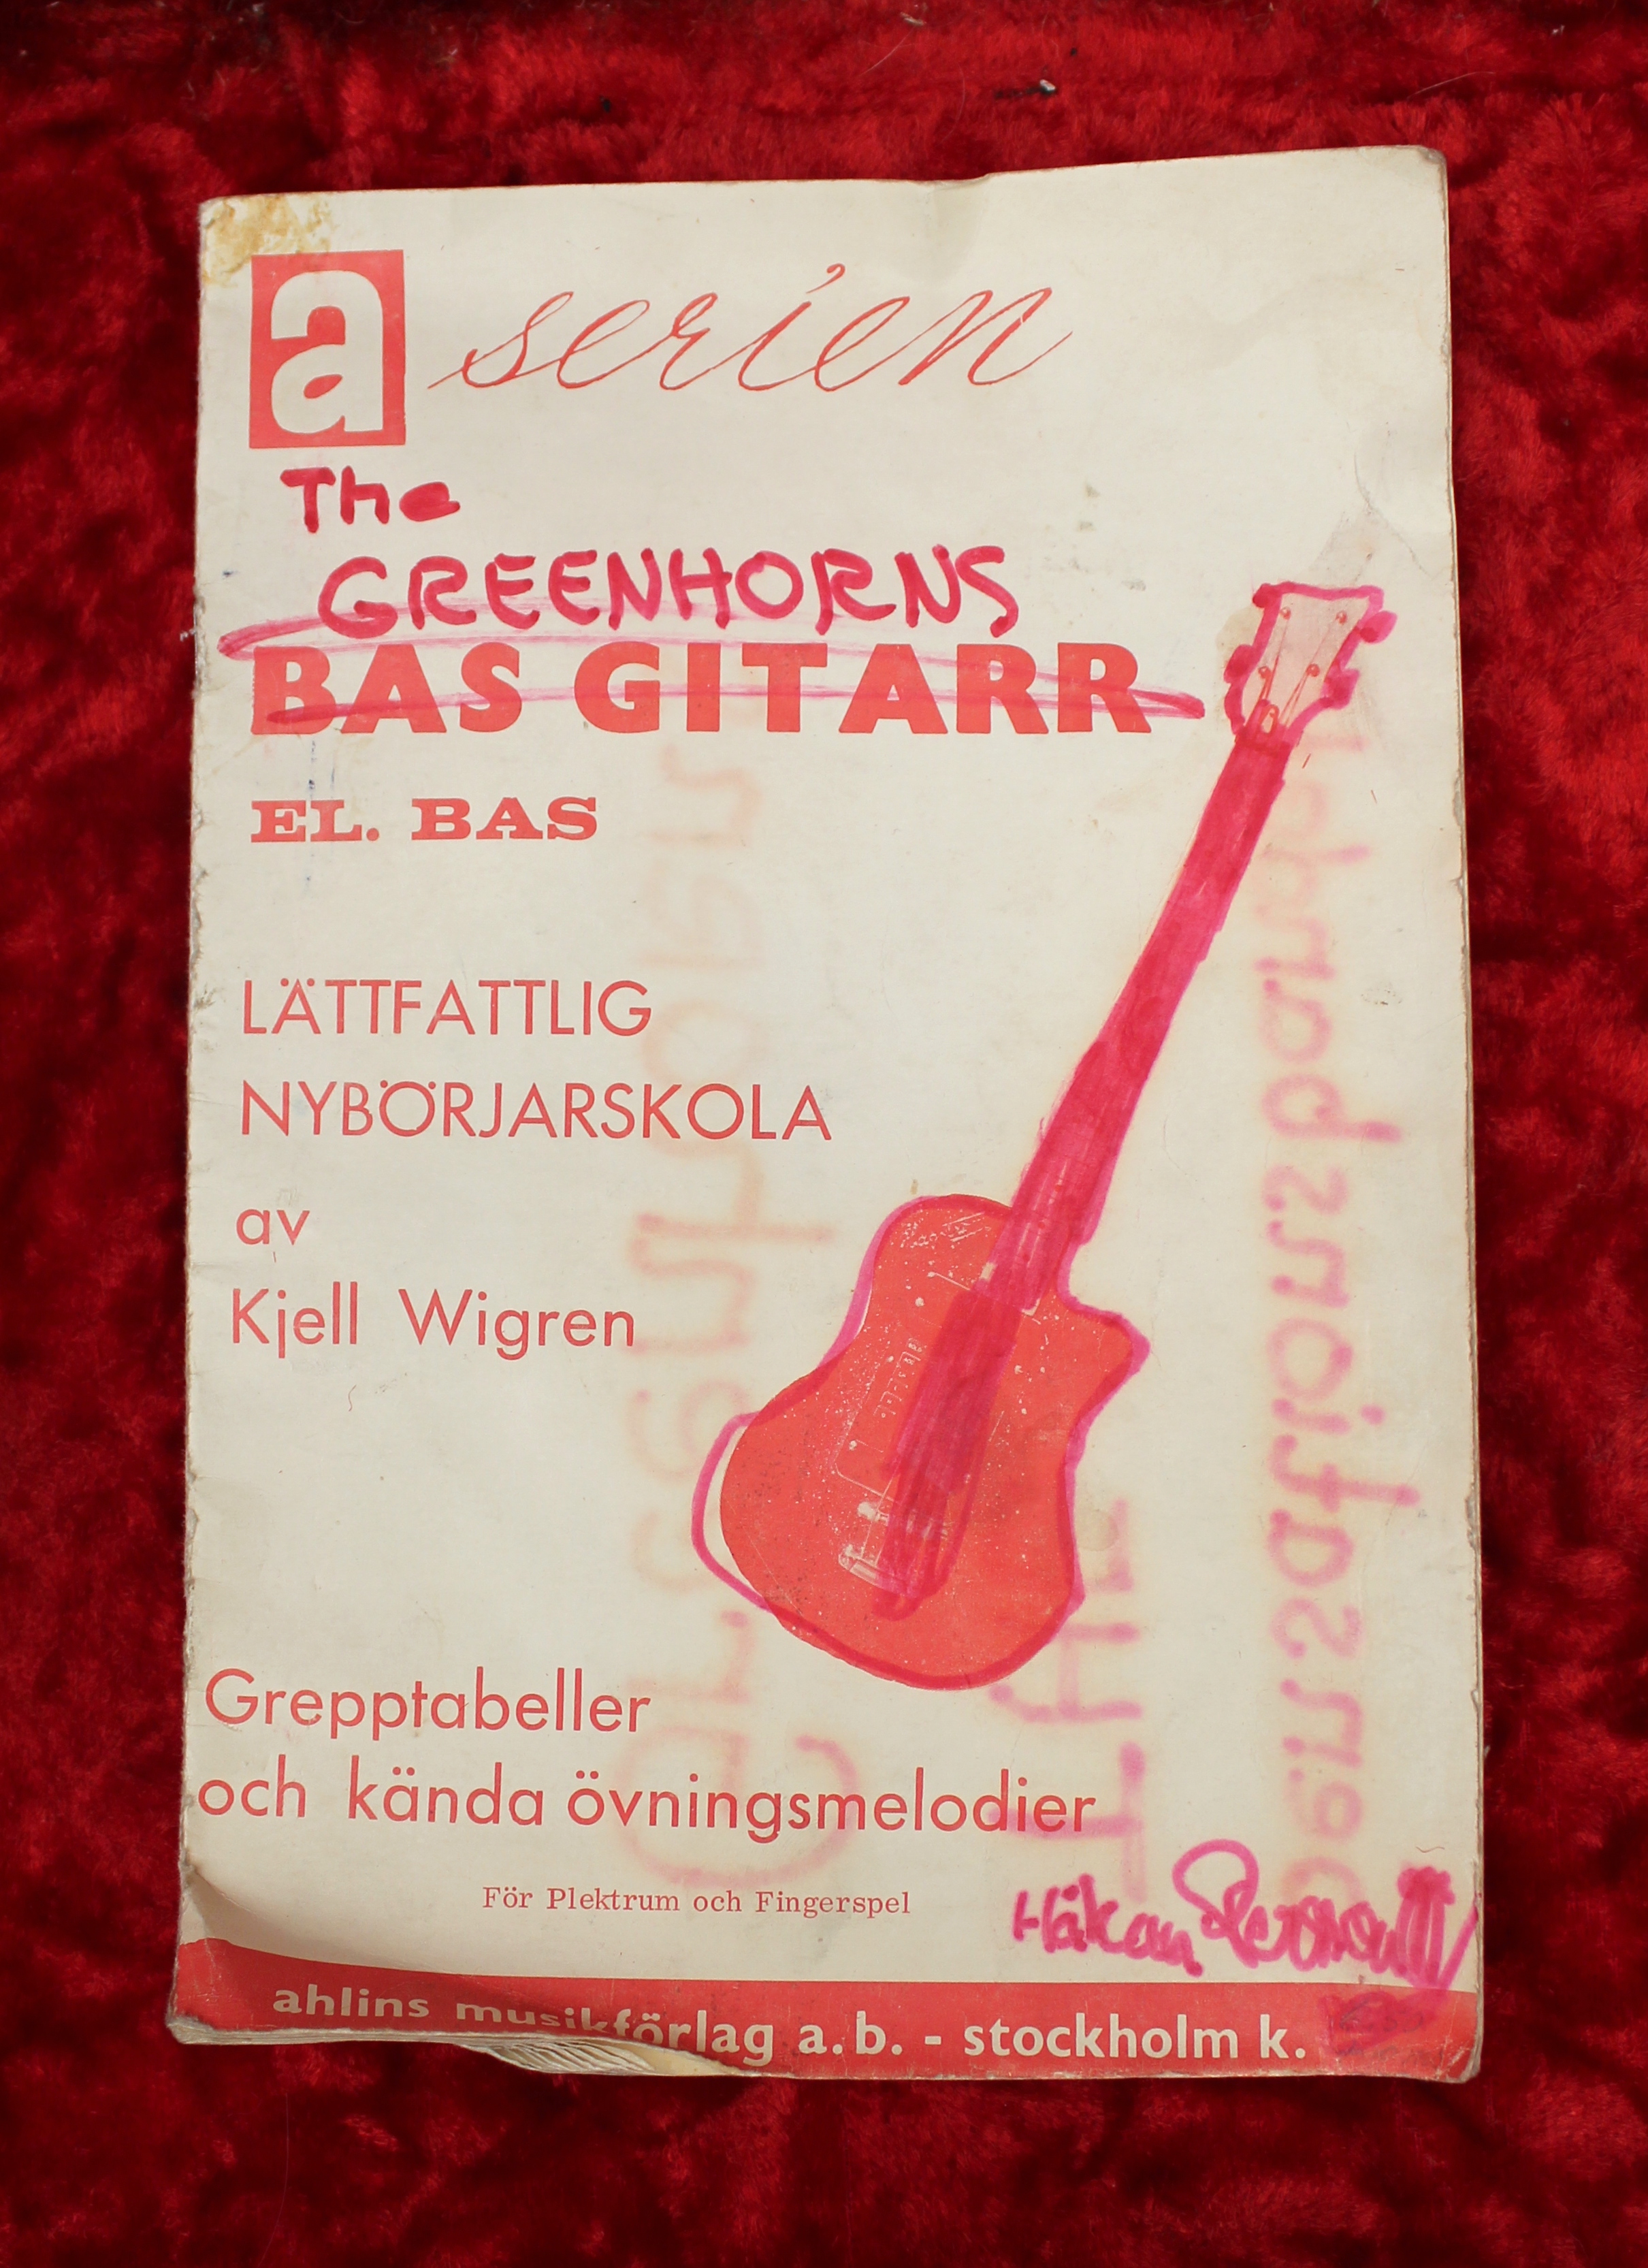 a serien
The
GREENHORNS
BAS GITARR
EL. BAS
LÄTTFATTLIG
NYBÖRJARSKOLA
av
Kjell Wigren
Grepptabeller
och kända övningsmelodier
För Plektrum och Fingerspel
Håkan
ahlins musikförlag a.b. - stockholm k.